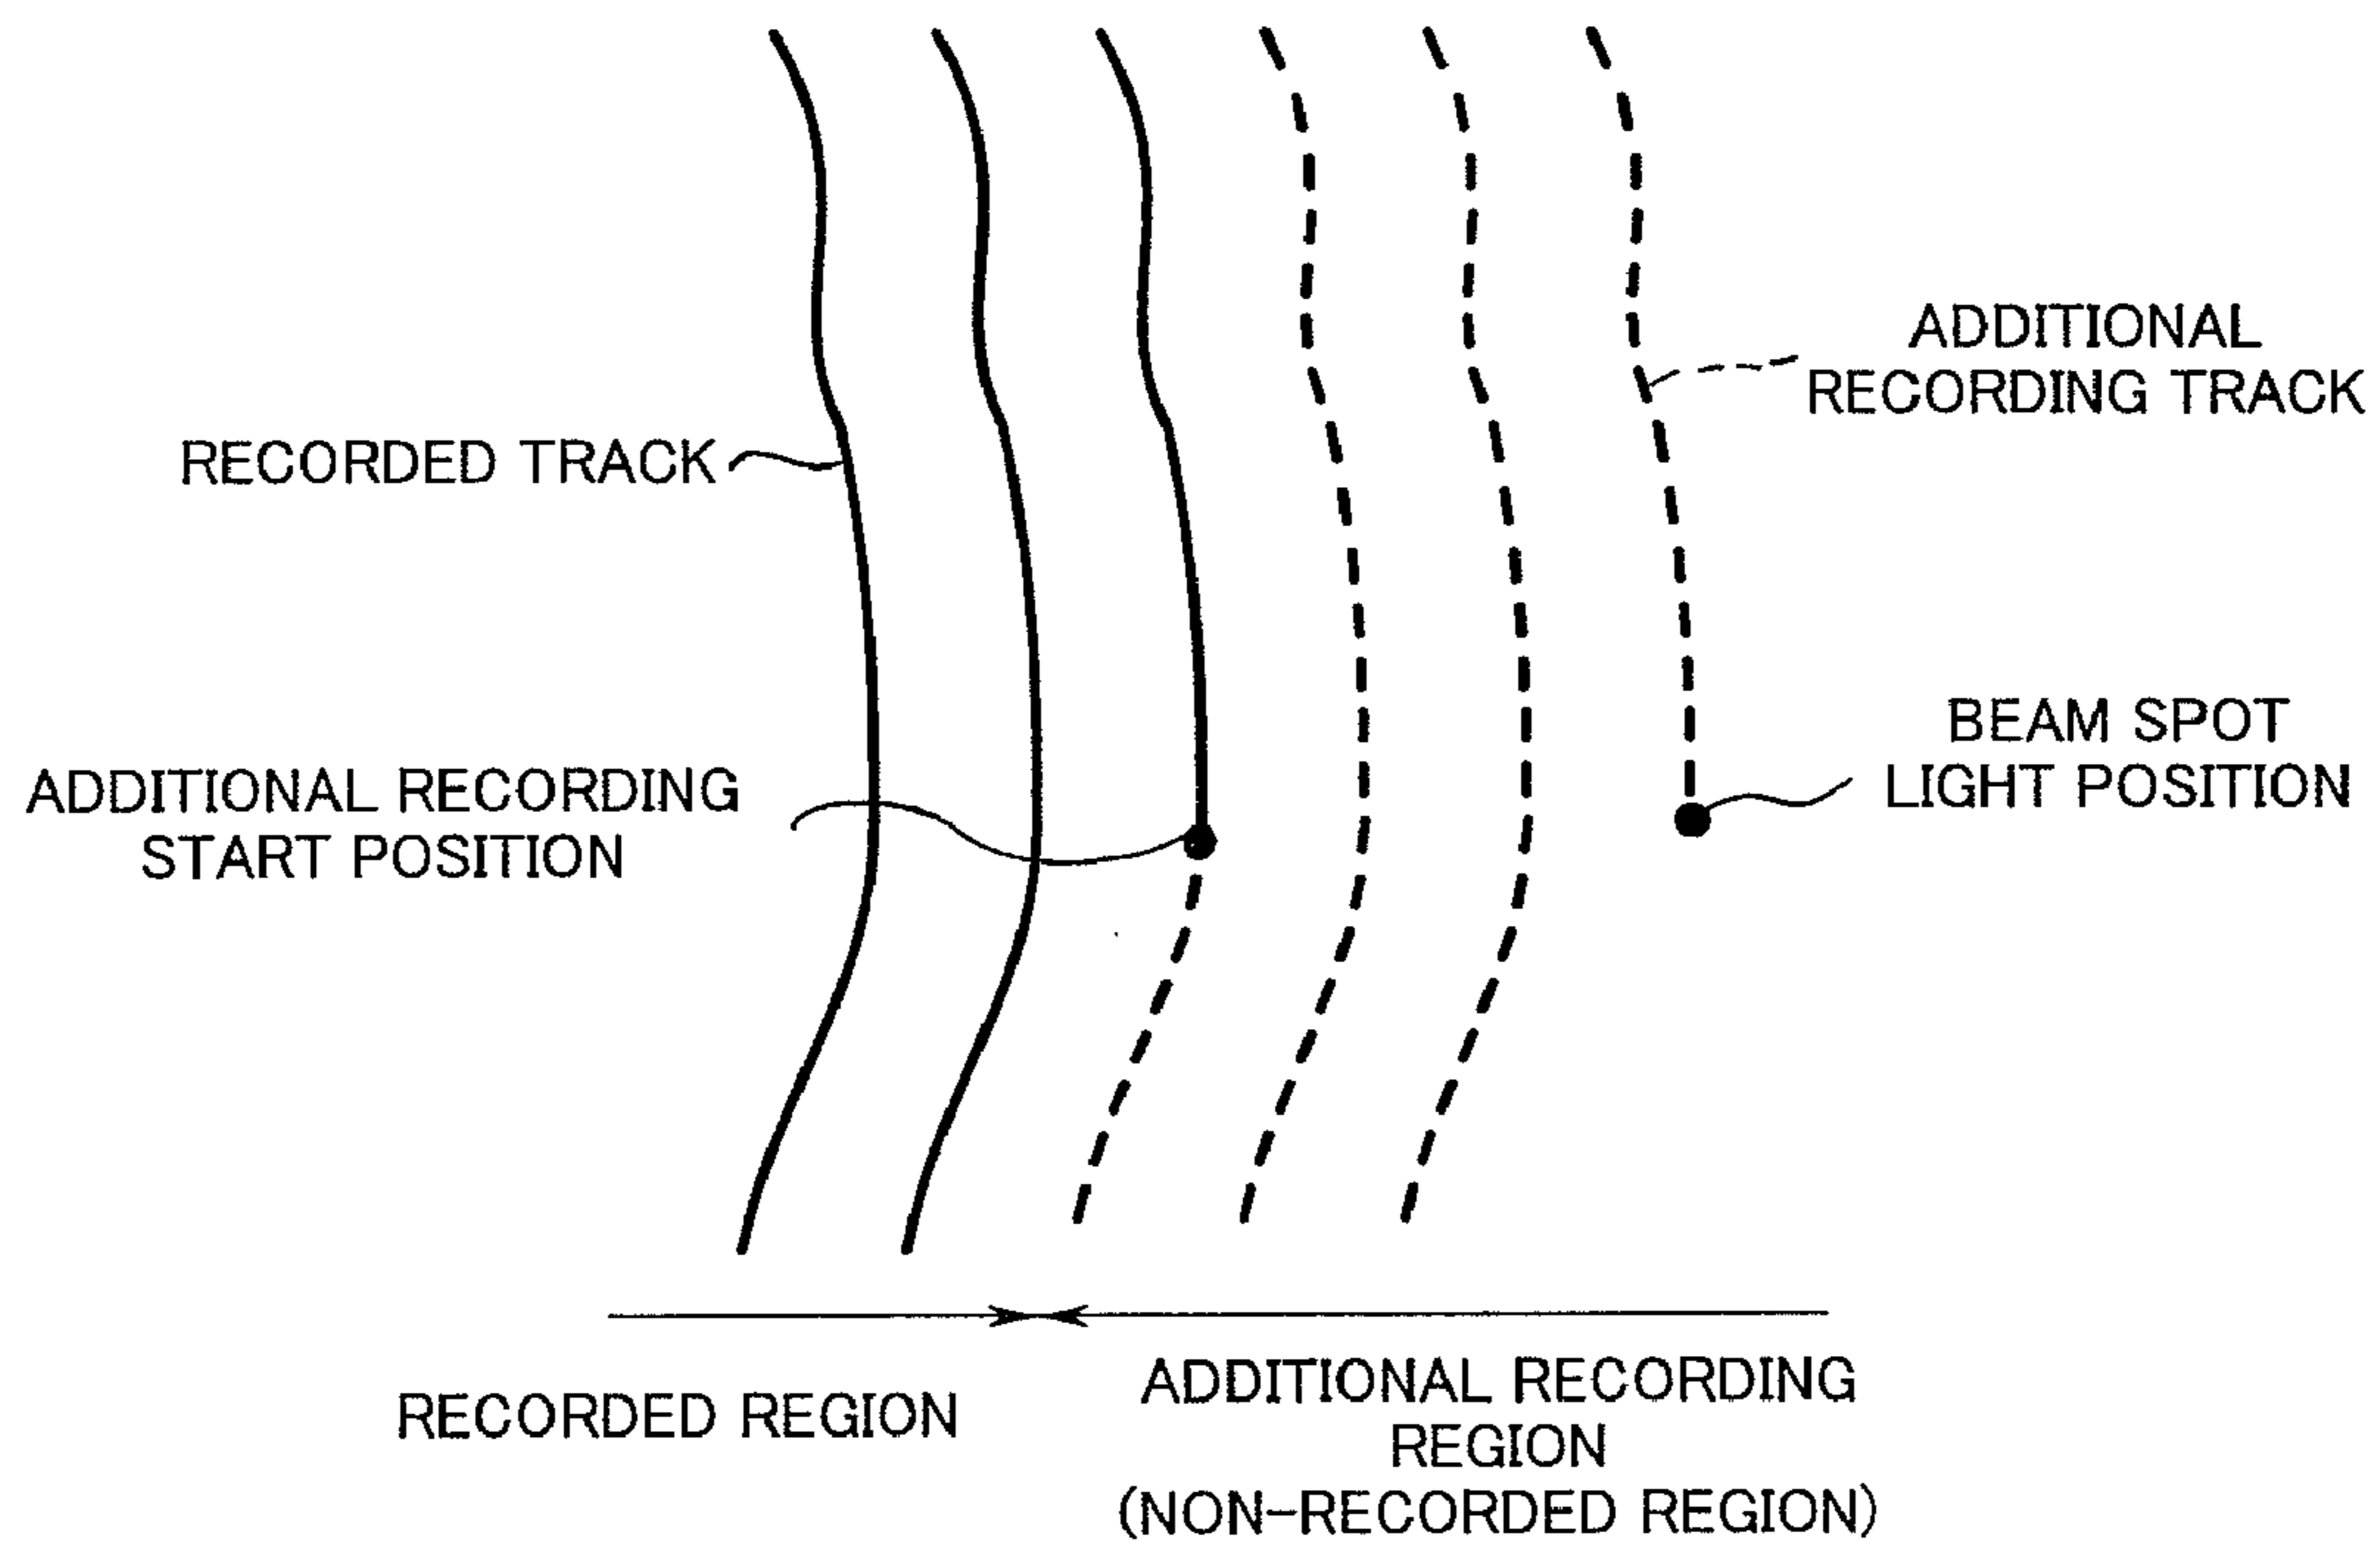 ADDITIONAL
RECORDING TRACK
RECORDED TRACK
BEAM SPOT
LIGHT POSITION
ADDITIONAL RECORDING
START POSITION
RECORDED REGION
ADDITIONAL RECORDING
REGION
(NON-RECORDED REGION)